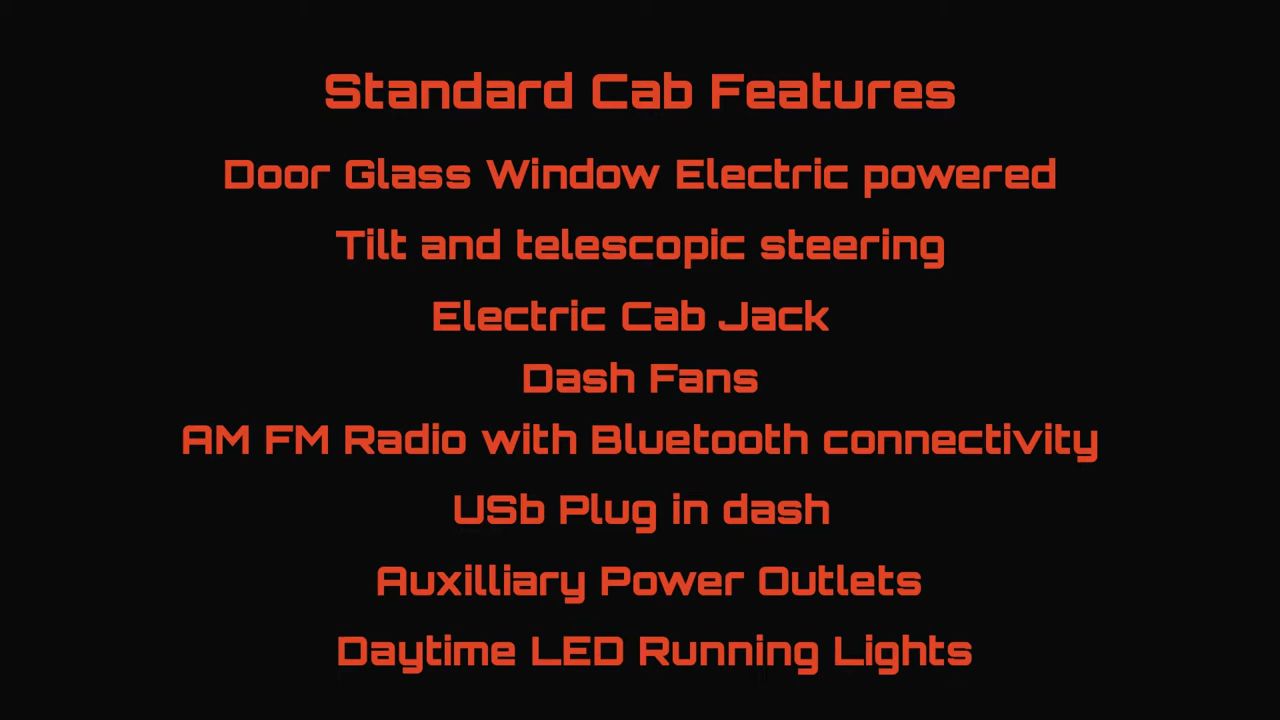 Standard Cab Features
Door Glass Window Electric powered
Tilt and telescopic steering
Electric Cab Jack
Dash Fans
AM FM Radio with Bluetooth connectivity
USb Plug in dash
Auxilliary Power Outlets
Daytime LED Running Lights